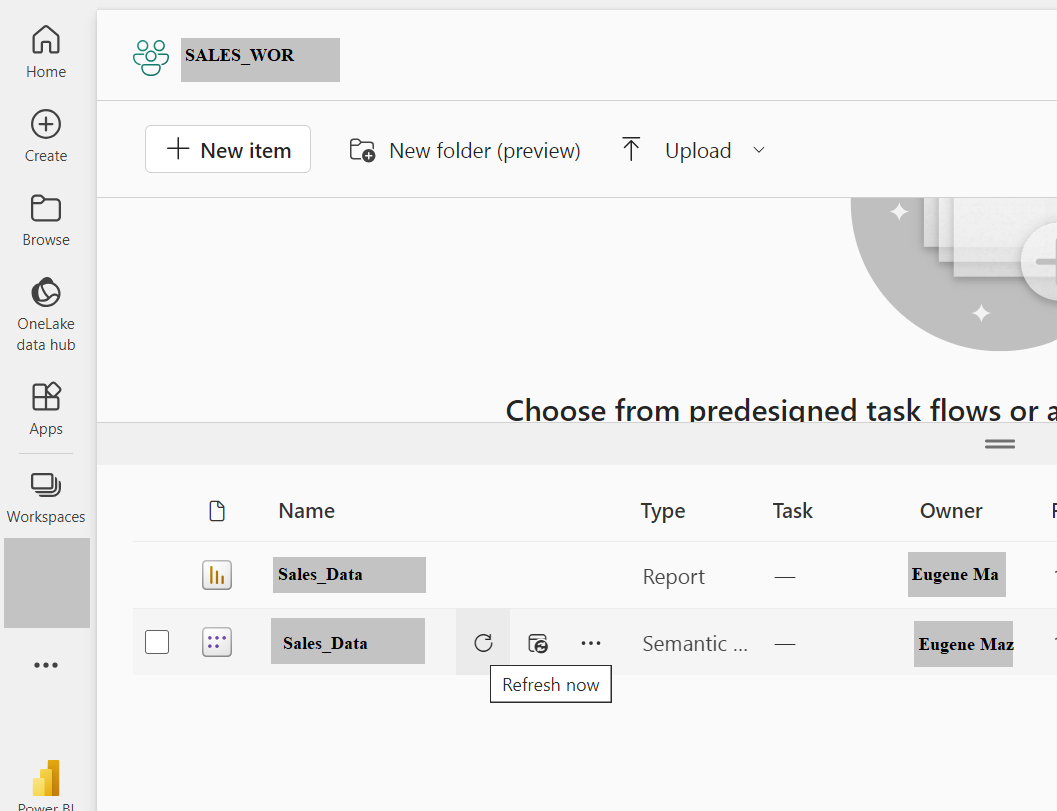 Home
Create
Browse
OneLake
data hub
Apps
Workspaces
Power BI
SALES_WOR
New item
New folder (preview)
Upload
Choose from predesigned task flows or a
Name Type Task Owner F
Sales_Data Report — Eugene Ma
Sales_Data Semantic ... — Eugene Maz
Refresh now